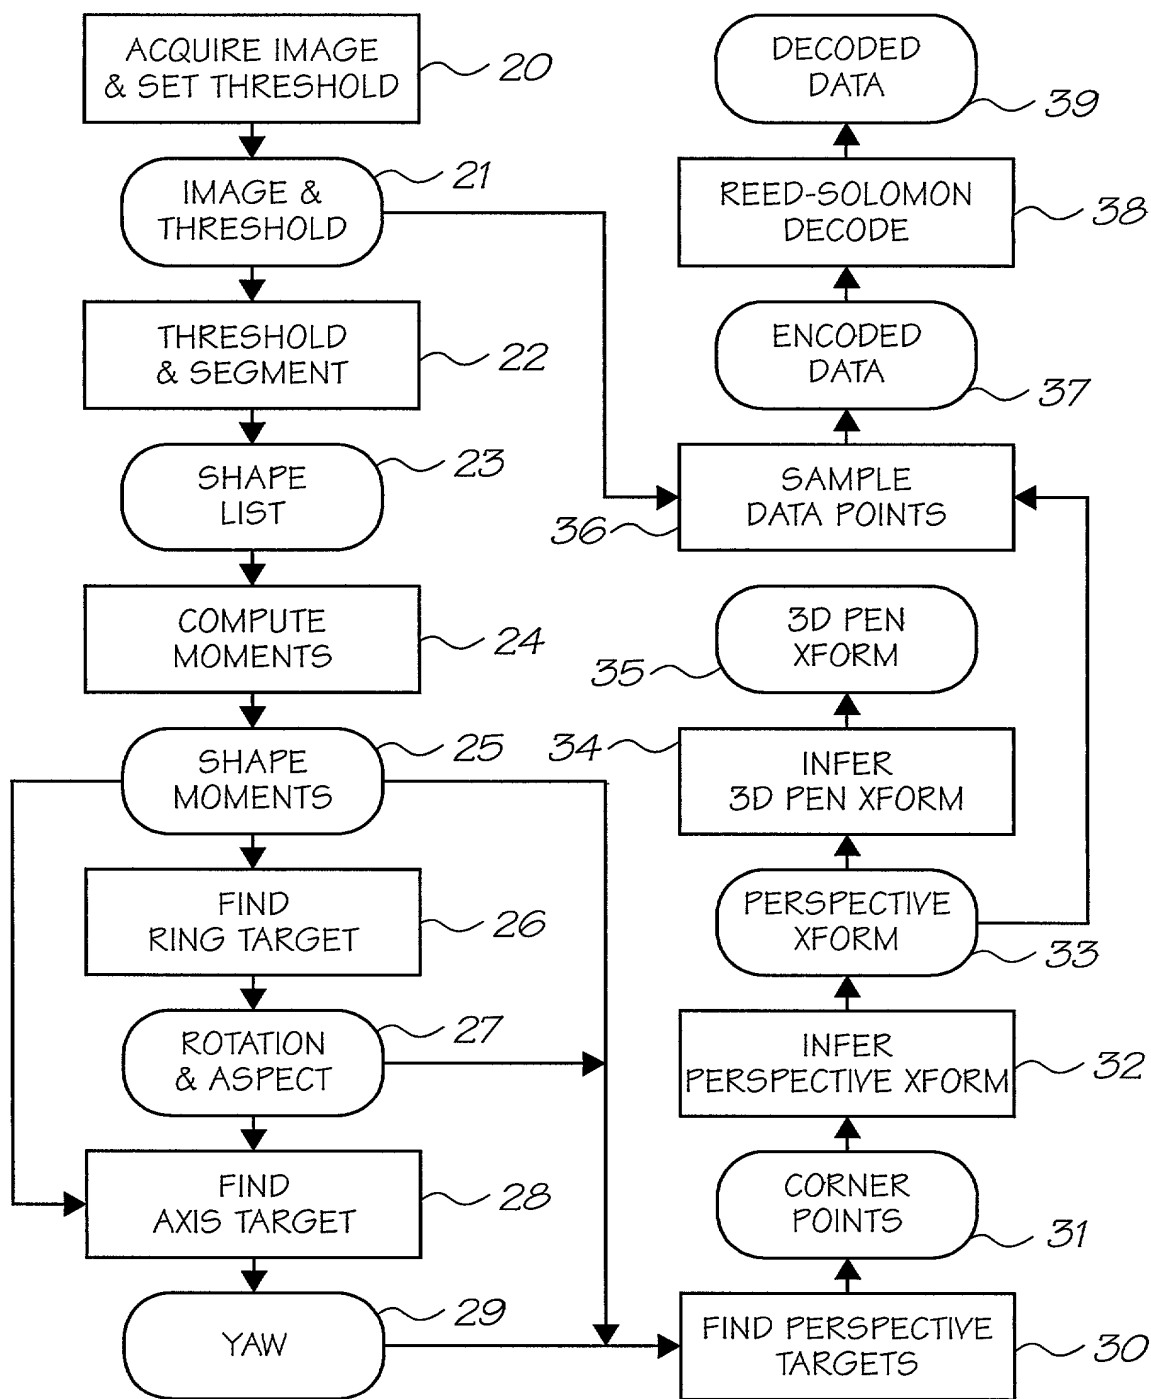 ACQUIRE IMAGE
& SET THRESHOLD
20
IMAGE &
THRESHOLD
21
THRESHOLD
& SEGMENT
22
SHAPE
LIST
23
COMPUTE
MOMENTS
24
SHAPE
MOMENTS
25
FIND
RING TARGET
26
ROTATION
& ASPECT
27
FIND
AXIS TARGET
28
YAW
29
DECODED
DATA
39
REED-SOLOMON
DECODE
38
ENCODED
DATA
37
SAMPLE
DATA POINTS
36
3D PEN
XFORM
35
34
INFER
3D PEN XFORM
PERSPECTIVE
XFORM
33
INFER
PERSPECTIVE XFORM
32
CORNER
POINTS
31
FIND PERSPECTIVE
TARGETS
30